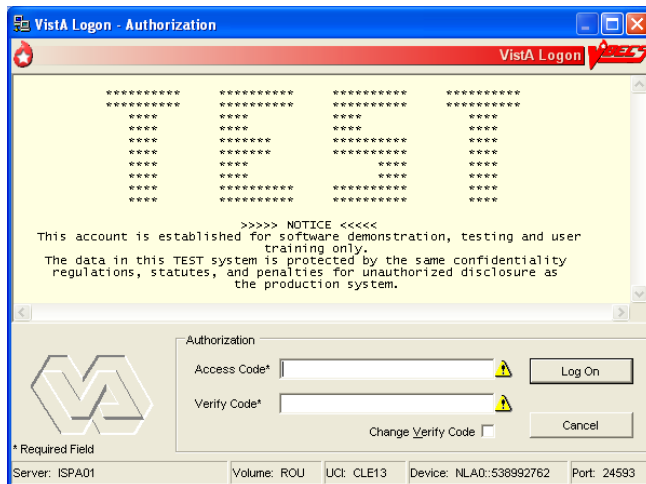 VistA Logon - Authorization
VistA Logon VBECS
**********     **********     **********     **********
**********     **********     **********     **********
****           ****           ****           ****
****           ****           ****           ****
****           *******        **********     ****
****           *******        **********     ****
****           ****                 ****     ****
****           ****                 ****     ****
****           **********     **********     ****
****           **********     **********     ****
>>>>> NOTICE <<<<<
This account is established for software demonstration, testing and user
training only.
The data in this TEST system is protected by the same confidentiality
regulations, statutes, and penalties for unauthorized disclosure as
the production system.
Authorization
Access Code*
Log On
Verify Code*
Cancel
Change Verify Code
* Required Field
Server: ISPA01
Volume: ROU
UCI: CLE13
Device: NLA0::538992762
Port: 24593